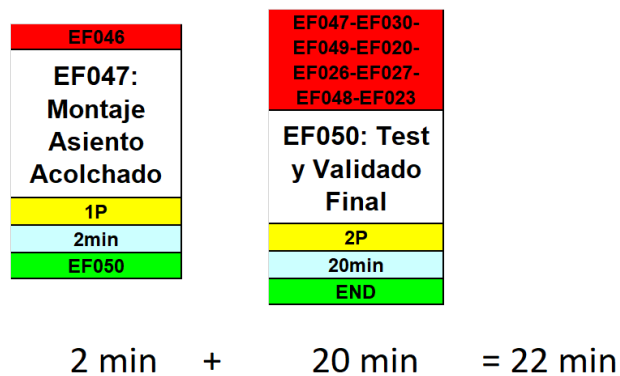 EF046
EF047:
Montaje
Asiento
Acolchado
1P
2min
EF050
EF047-EF030-
EF049-EF020-
EF026-EF027-
EF048-EF023
EF050: Test
y Validado
Final
2P
20min
END
2 min + 20 min = 22 min